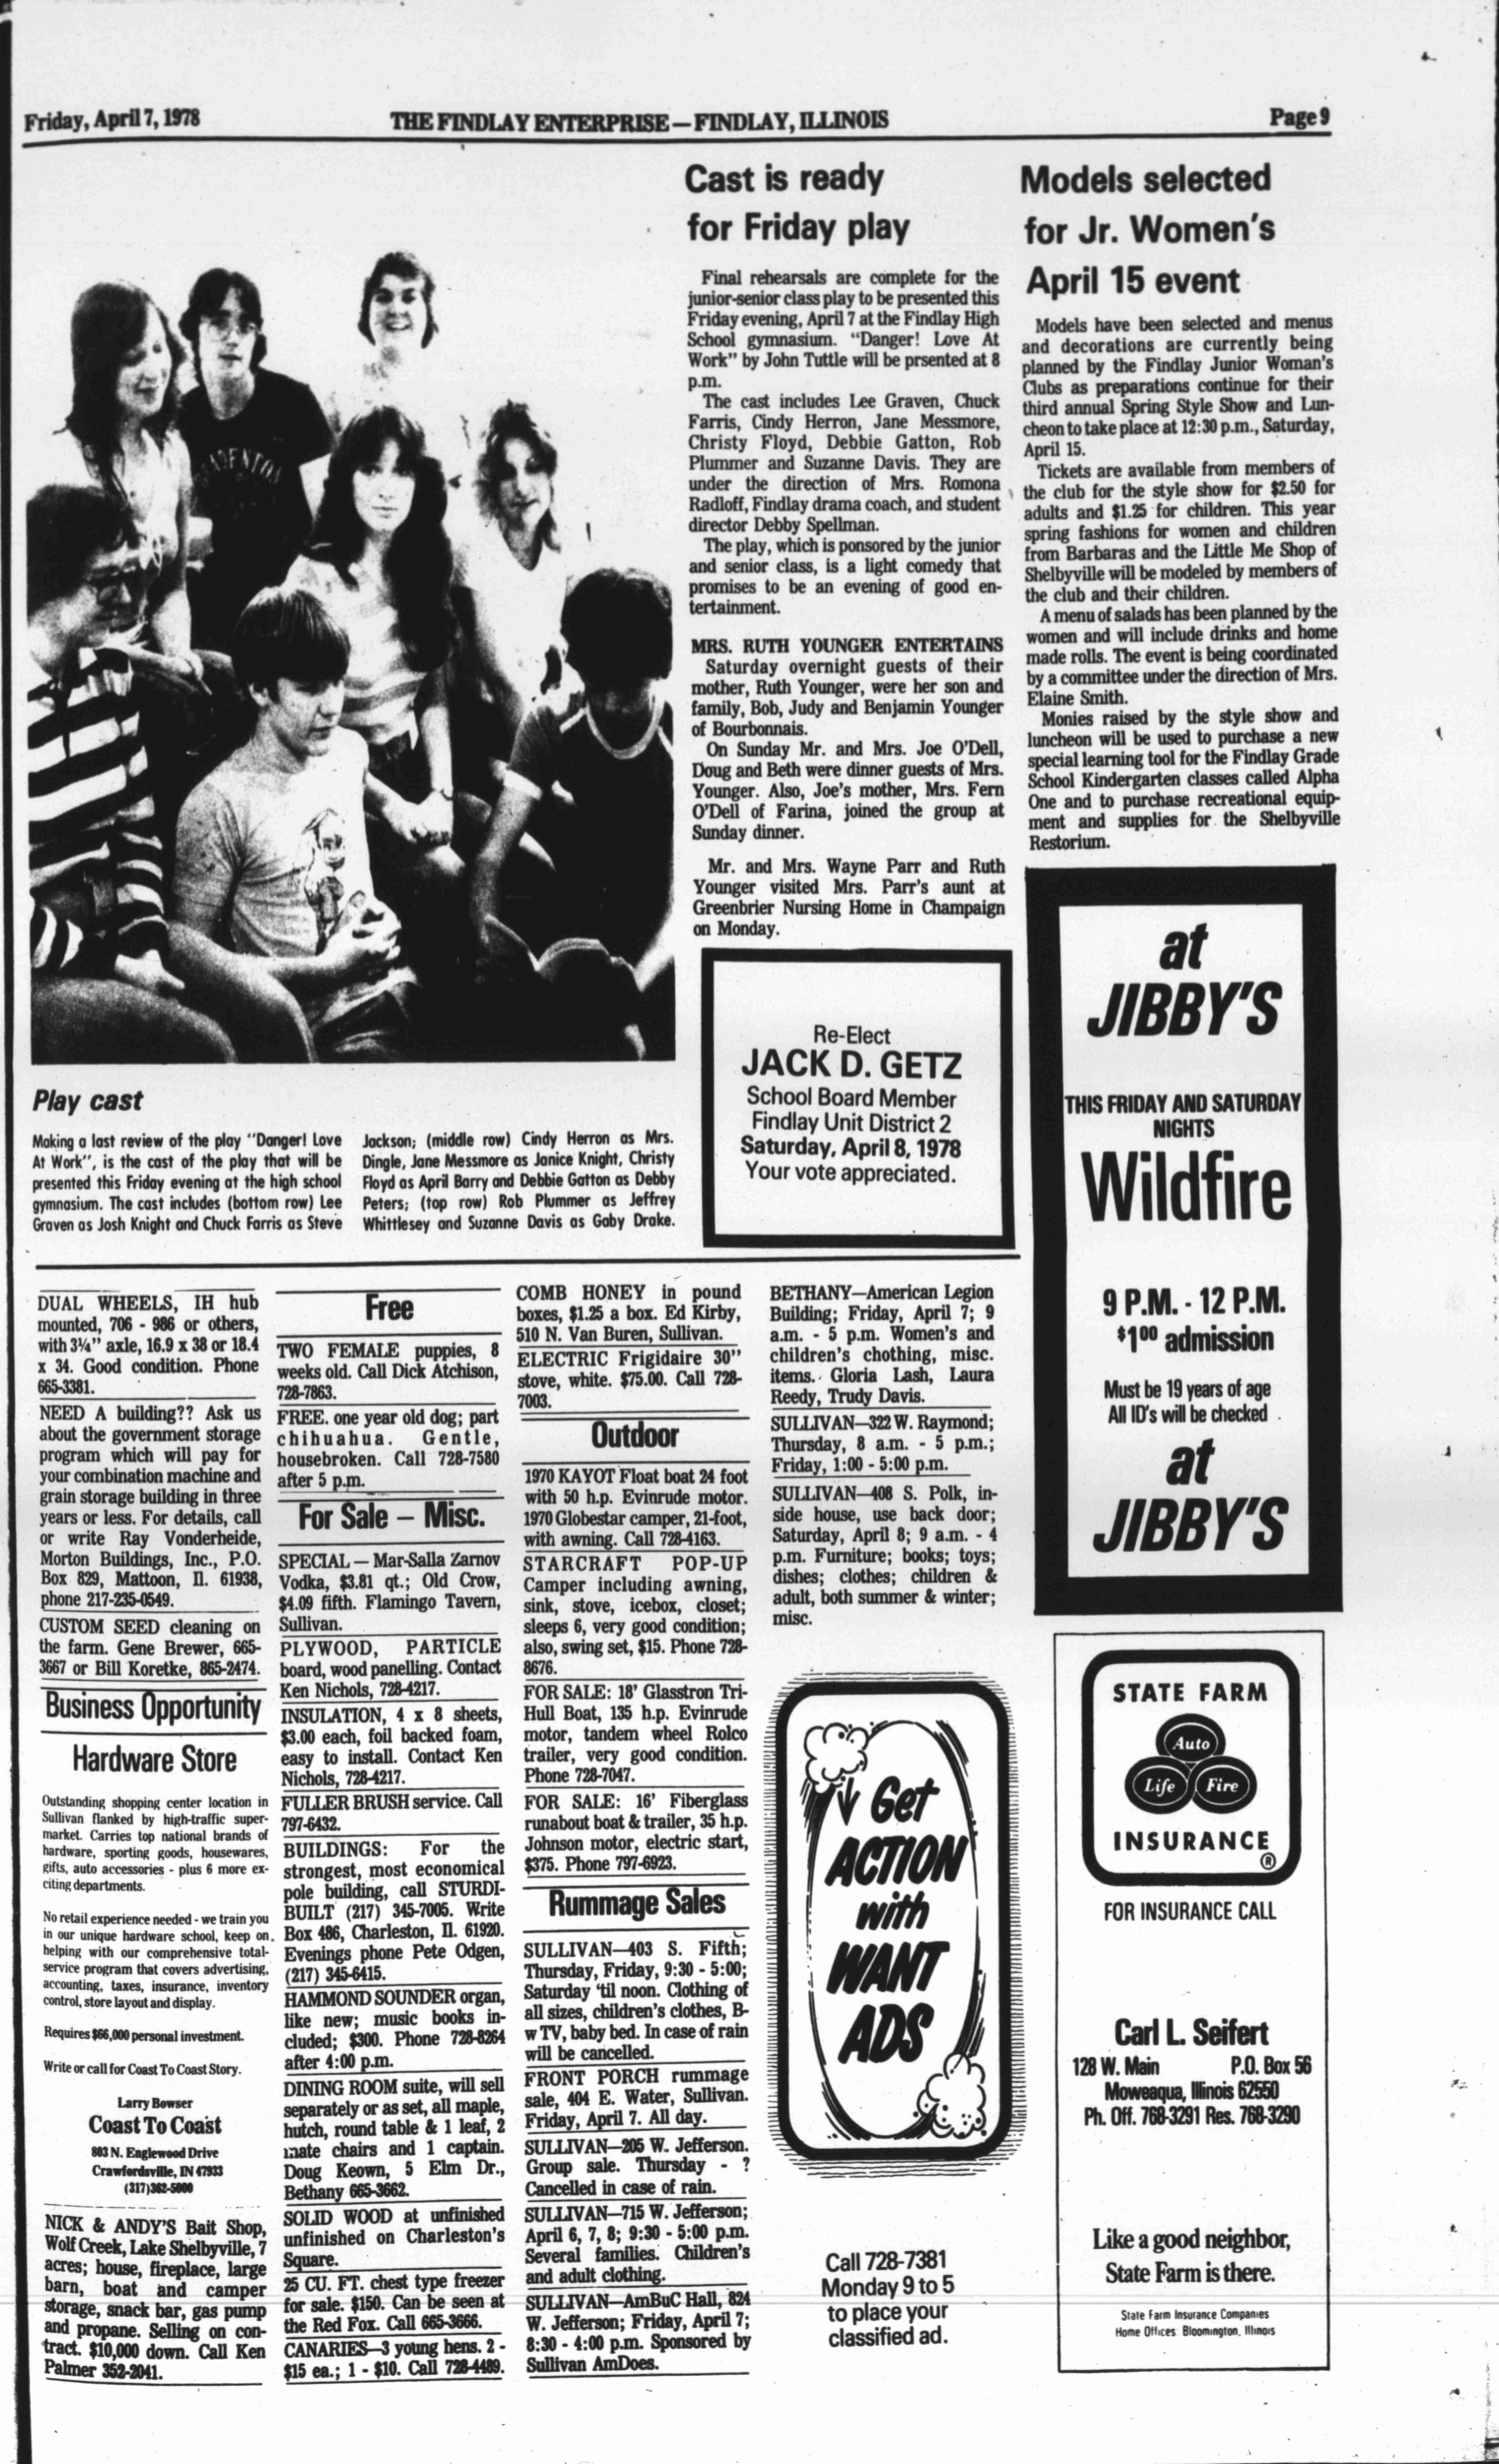 Friday, April 7, 1978
THE FINDLAY ENTERPRISE — FINDLAY, ILLINOIS
Page 9
Play cast
Making a last review of the play "Danger! Love
At Work", is the cast of the play that will be
presented this Friday evening at the high school
gymnasium. The cast includes (bottom row) Lee
Graven as Josh Knight and Chuck Farris as Steve
Jackson; (middle row) Cindy Herron as Mrs.
Dingle, Jane Messmore as Janice Knight, Christy
Floyd as April Barry and Debbie Gatton as Debby
Peters; (top row) Rob Plummer as Jeffrey
Whittlesey and Suzanne Davis as Gaby Drake.
Cast is ready
for Friday play
Final rehearsals are complete for the
junior-senior class play to be presented this
Friday evening, April 7 at the Findlay High
School gymnasium. "Danger! Love At
Work" by John Tuttle will be prsented at 8
p.m.
The cast includes Lee Graven, Chuck
Farris, Cindy Herron, Jane Messmore,
Christy Floyd, Debbie Gatton, Rob
Plummer and Suzanne Davis. They are
under the direction of Mrs. Romona
Radloff, Findlay drama coach, and student
director Debby Spellman.
The play, which is ponsored by the junior
and senior class, is a light comedy that
promises to be an evening of good en-
tertainment.
MRS. RUTH YOUNGER ENTERTAINS
Saturday overnight guests of their
mother, Ruth Younger, were her son and
family, Bob, Judy and Benjamin Younger
of Bourbonnais.
On Sunday Mr. and Mrs. Joe O'Dell,
Doug and Beth were dinner guests of Mrs.
Younger. Also, Joe's mother, Mrs. Fern
O'Dell of Farina, joined the group at
Sunday dinner.
Mr. and Mrs. Wayne Parr and Ruth
Younger visited Mrs. Parr's aunt at
Greenbrier Nursing Home in Champaign
on Monday.
Re-Elect
JACK D. GETZ
School Board Member
Findlay Unit District 2
Saturday, April 8, 1978
Your vote appreciated.
Models selected
for Jr. Women's
April 15 event
Models have been selected and menus
and decorations are currently being
planned by the Findlay Junior Woman's
Clubs as preparations continue for their
third annual Spring Style Show and Lun-
cheon to take place at 12:30 p.m., Saturday,
April 15.
Tickets are available from members of
the club for the style show for $2.50 for
adults and $1.25 for children. This year
spring fashions for women and children
from Barbaras and the Little Me Shop of
Shelbyville will be modeled by members of
the club and their children.
A menu of salads has been planned by the
women and will include drinks and home
made rolls. The event is being coordinated
by a committee under the direction of Mrs.
Elaine Smith.
Monies raised by the style show and
luncheon will be used to purchase a new
special learning tool for the Findlay Grade
School Kindergarten classes called Alpha
One and to purchase recreational equip-
ment and supplies for the Shelbyville
Restorium.
at
JIBBY'S
THIS FRIDAY AND SATURDAY
NIGHTS
Wildfire
9 P.M. - 12 P.M.
$1.00 admission
Must be 19 years of age
All ID's will be checked
at
JIBBY'S
DUAL WHEELS, IH hub
mounted, 706 - 986 or others,
with 3¼" axle, 16.9 x 38 or 18.4
x 34. Good condition. Phone
665-3381.
NEED A building?? Ask us
about the government storage
program which will pay for
your combination machine and
grain storage building in three
years or less. For details, call
or write Ray Vonderheide,
Morton Buildings, Inc., P.O.
Box 829, Mattoon, Il. 61938,
phone 217-235-0549.
CUSTOM SEED cleaning on
the farm. Gene Brewer, 665-
3667 or Bill Koretke, 865-2474.
Business Opportunity
Hardware Store
Outstanding shopping center location in
Sullivan flanked by high-traffic super-
market. Carries top national brands of
hardware, sporting goods, housewares,
gifts, auto accessories - plus 6 more ex-
citing departments.
No retail experience needed - we train you
in our unique hardware school, keep on
helping with our comprehensive total-
service program that covers advertising,
accounting, taxes, insurance, inventory
control, store layout and display.
Requires $66,000 personal investment.
Write or call for Coast To Coast Story.
Larry Bowser
Coast To Coast
803 N. Englewood Drive
Crawfordsville, IN 47933
(317)362-5000
NICK & ANDY'S Bait Shop,
Wolf Creek, Lake Shelbyville, 7
acres; house, fireplace, large
barn, boat and camper
storage, snack bar, gas pump
and propane. Selling on con-
tract. $10,000 down. Call Ken
Palmer 352-2041.
Free
TWO FEMALE puppies, 8
weeks old. Call Dick Atchison,
728-7863.
FREE. one year old dog; part
chihuahua. Gentle,
housebroken. Call 728-7580
after 5 p.m.
For Sale — Misc.
SPECIAL — Mar-Salla Zarnov
Vodka, $3.81 qt.; Old Crow,
$4.09 fifth. Flamingo Tavern,
Sullivan.
PLYWOOD, PARTICLE
board, wood panelling. Contact
Ken Nichols, 728-4217.
INSULATION, 4 x 8 sheets,
$3.00 each, foil backed foam,
easy to install. Contact Ken
Nichols, 728-4217.
FULLER BRUSH service. Call
797-6432.
BUILDINGS: For the
strongest, most economical
pole building, call STURDI-
BUILT (217) 345-7005. Write
Box 486, Charleston, Il. 61920.
Evenings phone Pete Odgen,
(217) 345-6415.
HAMMOND SOUNDER organ,
like new; music books in-
cluded; $300. Phone 728-8264
after 4:00 p.m.
DINING ROOM suite, will sell
separately or as set, all maple,
hutch, round table & 1 leaf, 2
mate chairs and 1 captain.
Doug Keown, 5 Elm Dr.,
Bethany 665-3662.
SOLID WOOD at unfinished
unfinished on Charleston's
Square.
25 CU. FT. chest type freezer
for sale. $150. Can be seen at
the Red Fox. Call 665-3666.
CANARIES—3 young hens. 2 -
$15 ea.; 1 - $10. Call 728-4489.
COMB HONEY in pound
boxes, $1.25 a box. Ed Kirby,
510 N. Van Buren, Sullivan.
ELECTRIC Frigidaire 30"
stove, white. $75.00. Call 728-
7003.
Outdoor
1970 KAYOT Float boat 24 foot
with 50 h.p. Evinrude motor.
1970 Globestar camper, 21-foot,
with awning. Call 728-4163.
STARCRAFT POP-UP
Camper including awning,
sink, stove, icebox, closet;
sleeps 6, very good condition;
also, swing set, $15. Phone 728-
8676.
FOR SALE: 18' Glasstron Tri-
Hull Boat, 135 h.p. Evinrude
motor, tandem wheel Rolco
trailer, very good condition.
Phone 728-7047.
FOR SALE: 16' Fiberglass
runabout boat & trailer, 35 h.p.
Johnson motor, electric start,
$375. Phone 797-6923.
Rummage Sales
SULLIVAN—403 S. Fifth;
Thursday, Friday, 9:30 - 5:00;
Saturday 'til noon. Clothing of
all sizes, children's clothes, B-
w TV, baby bed. In case of rain
will be cancelled.
FRONT PORCH rummage
sale, 404 E. Water, Sullivan.
Friday, April 7. All day.
SULLIVAN—205 W. Jefferson.
Group sale. Thursday - ?
Cancelled in case of rain.
SULLIVAN—715 W. Jefferson;
April 6, 7, 8; 9:30 - 5:00 p.m.
Several families. Children's
and adult clothing.
SULLIVAN—AmBuC Hall, 824
W. Jefferson; Friday, April 7;
8:30 - 4:00 p.m. Sponsored by
Sullivan AmDoes.
BETHANY—American Legion
Building; Friday, April 7; 9
a.m. - 5 p.m. Women's and
children's chothing, misc.
items. Gloria Lash, Laura
Reedy, Trudy Davis.
SULLIVAN—322 W. Raymond;
Thursday, 8 a.m. - 5 p.m.;
Friday, 1:00 - 5:00 p.m.
SULLIVAN—408 S. Polk, in-
side house, use back door;
Saturday, April 8; 9 a.m. - 4
p.m. Furniture; books; toys;
dishes; clothes; children &
adult, both summer & winter;
misc.
Get
ACTION
with
WANT
ADS
Call 728-7381
Monday 9 to 5
to place your
classified ad.
STATE FARM
Auto
Life Fire
INSURANCE
®
FOR INSURANCE CALL
Carl L. Seifert
128 W. Main P.O. Box 56
Moweaqua, Illinois 62550
Ph. Off. 768-3291 Res. 768-3290
Like a good neighbor,
State Farm is there.
State Farm Insurance Companies
Home Offices: Bloomington, Illinois